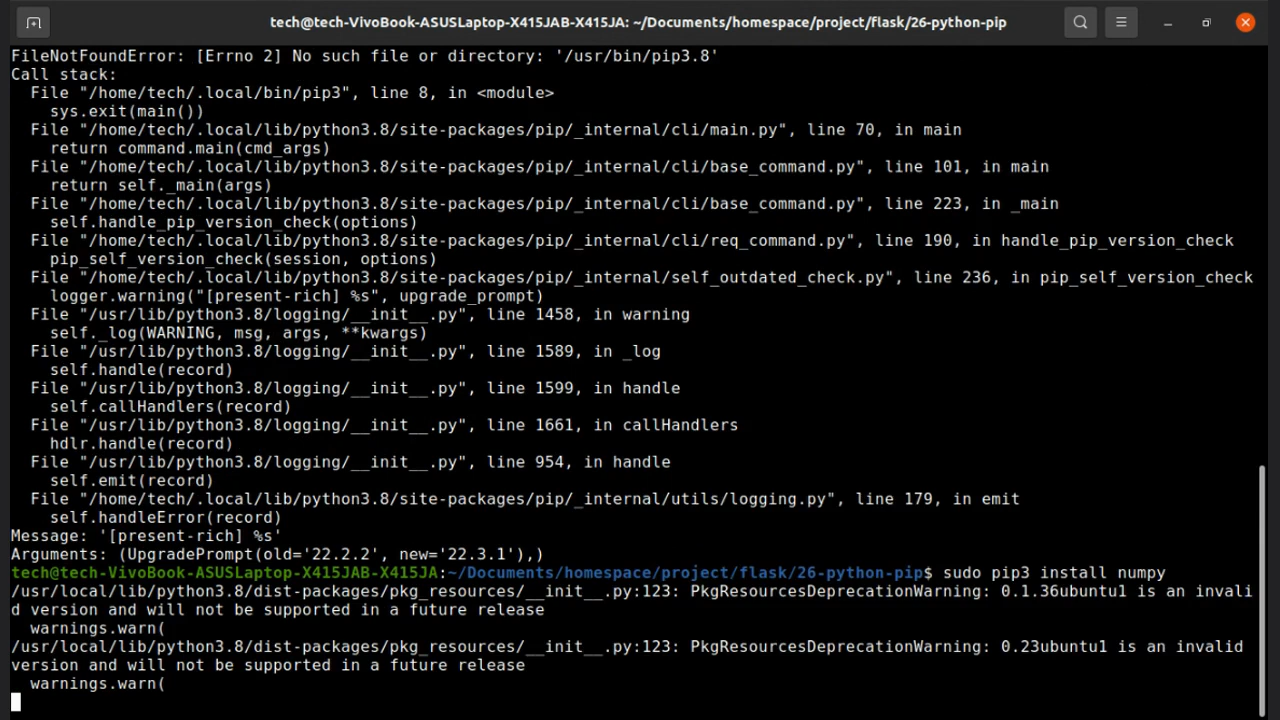 tech@tech-VivoBook-ASUSLaptop-X415JAB-X415JA: ~/Documents/homespace/project/flask/26-python-pip
FileNotFoundError: [Errno 2] No such file or directory: '/usr/bin/pip3.8'
Call stack:
  File "/home/tech/.local/bin/pip3", line 8, in <module>
    sys.exit(main())
  File "/home/tech/.local/lib/python3.8/site-packages/pip/_internal/cli/main.py", line 70, in main
    return command.main(cmd_args)
  File "/home/tech/.local/lib/python3.8/site-packages/pip/_internal/cli/base_command.py", line 101, in main
    return self._main(args)
  File "/home/tech/.local/lib/python3.8/site-packages/pip/_internal/cli/base_command.py", line 223, in _main
    self.handle_pip_version_check(options)
  File "/home/tech/.local/lib/python3.8/site-packages/pip/_internal/cli/req_command.py", line 190, in handle_pip_version_check
    pip_self_version_check(session, options)
  File "/home/tech/.local/lib/python3.8/site-packages/pip/_internal/self_outdated_check.py", line 236, in pip_self_version_check
    logger.warning("[present-rich] %s", upgrade_prompt)
  File "/usr/lib/python3.8/logging/__init__.py", line 1458, in warning
    self._log(WARNING, msg, args, **kwargs)
  File "/usr/lib/python3.8/logging/__init__.py", line 1589, in _log
    self.handle(record)
  File "/usr/lib/python3.8/logging/__init__.py", line 1599, in handle
    self.callHandlers(record)
  File "/usr/lib/python3.8/logging/__init__.py", line 1661, in callHandlers
    hdlr.handle(record)
  File "/usr/lib/python3.8/logging/__init__.py", line 954, in handle
    self.emit(record)
  File "/home/tech/.local/lib/python3.8/site-packages/pip/_internal/utils/logging.py", line 179, in emit
    self.handleError(record)
Message: '[present-rich] %s'
Arguments: (UpgradePrompt(old='22.2.2', new='22.3.1'),)
tech@tech-VivoBook-ASUSLaptop-X415JAB-X415JA:~/Documents/homespace/project/flask/26-python-pip$ sudo pip3 install numpy
/usr/local/lib/python3.8/dist-packages/pkg_resources/__init__.py:123: PkgResourcesDeprecationWarning: 0.1.36ubuntu1 is an invali
d version and will not be supported in a future release
  warnings.warn(
/usr/local/lib/python3.8/dist-packages/pkg_resources/__init__.py:123: PkgResourcesDeprecationWarning: 0.23ubuntu1 is an invalid
version and will not be supported in a future release
  warnings.warn(